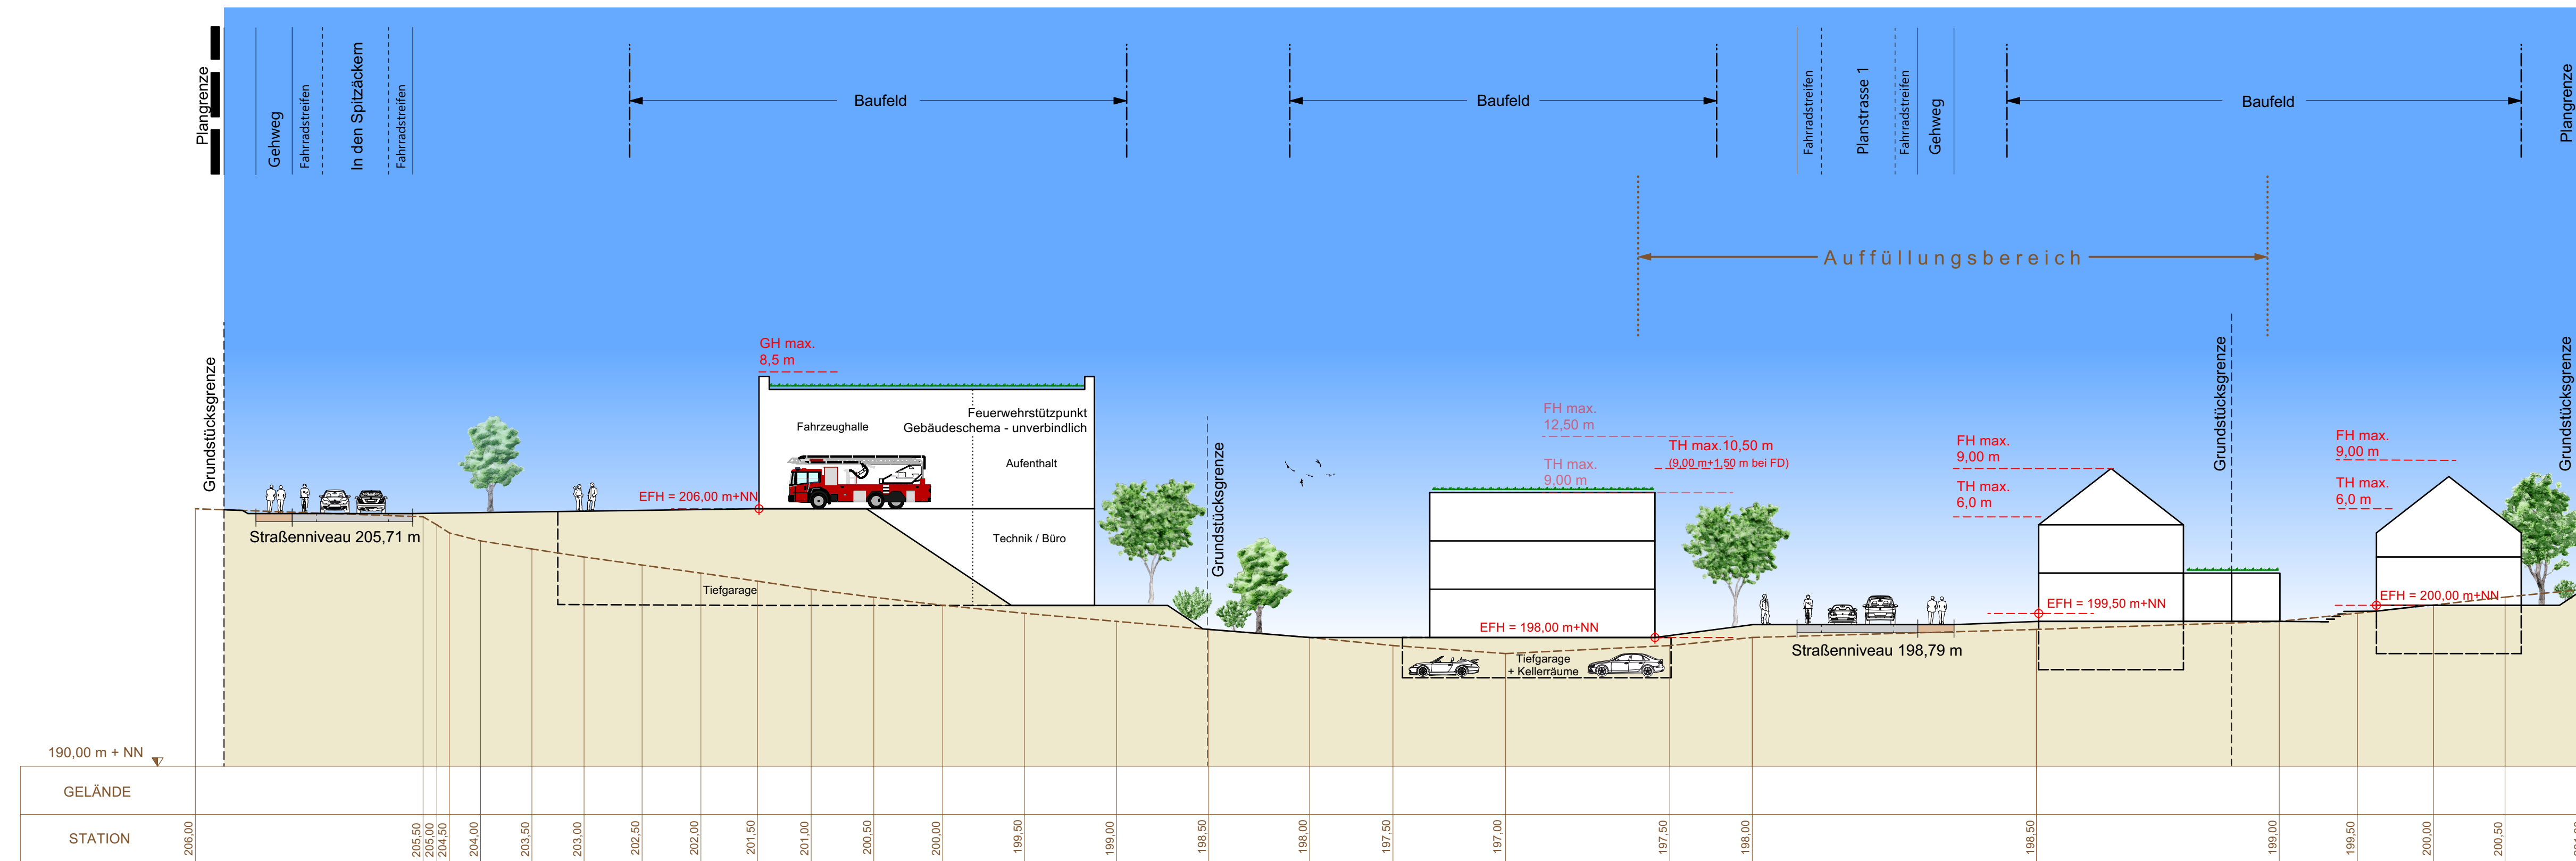 Plangrenze
Gehweg
Fahrradstreifen
In den Spitzäckern
Fahrradstreifen
Baufeld
Baufeld
Fahrradstreifen
Planstrasse 1
Fahrradstreifen
Gehweg
Baufeld
Plangrenze
Auffüllungsbereich
Grundstücksgrenze
GH max.
8,5 m
Fahrzeughalle
Feuerwehrstützpunkt
Gebäudeschema - unverbindlich
Aufenthalt
Technik / Büro
EFH = 206,00 m+NN
Straßenniveau 205,71 m
Tiefgarage
Grundstücksgrenze
FH max.
12,50 m
TH max.
9,00 m
TH max.10,50 m
(9,00 m+1,50 m bei FD)
EFH = 198,00 m+NN
Tiefgarage
+ Kellerräume
Straßenniveau 198,79 m
FH max.
9,00 m
TH max.
6,0 m
EFH = 199,50 m+NN
Grundstücksgrenze
FH max.
9,00 m
TH max.
6,0 m
EFH = 200,00 m+NN
Grundstücksgrenze
190,00 m + NN
GELÄNDE
STATION
206,00
205,50
205,00
204,50
204,00
203,50
203,00
202,50
202,00
201,50
201,00
200,50
200,00
199,50
199,00
198,50
198,00
197,50
197,00
197,50
198,00
198,50
199,00
199,50
200,00
200,50